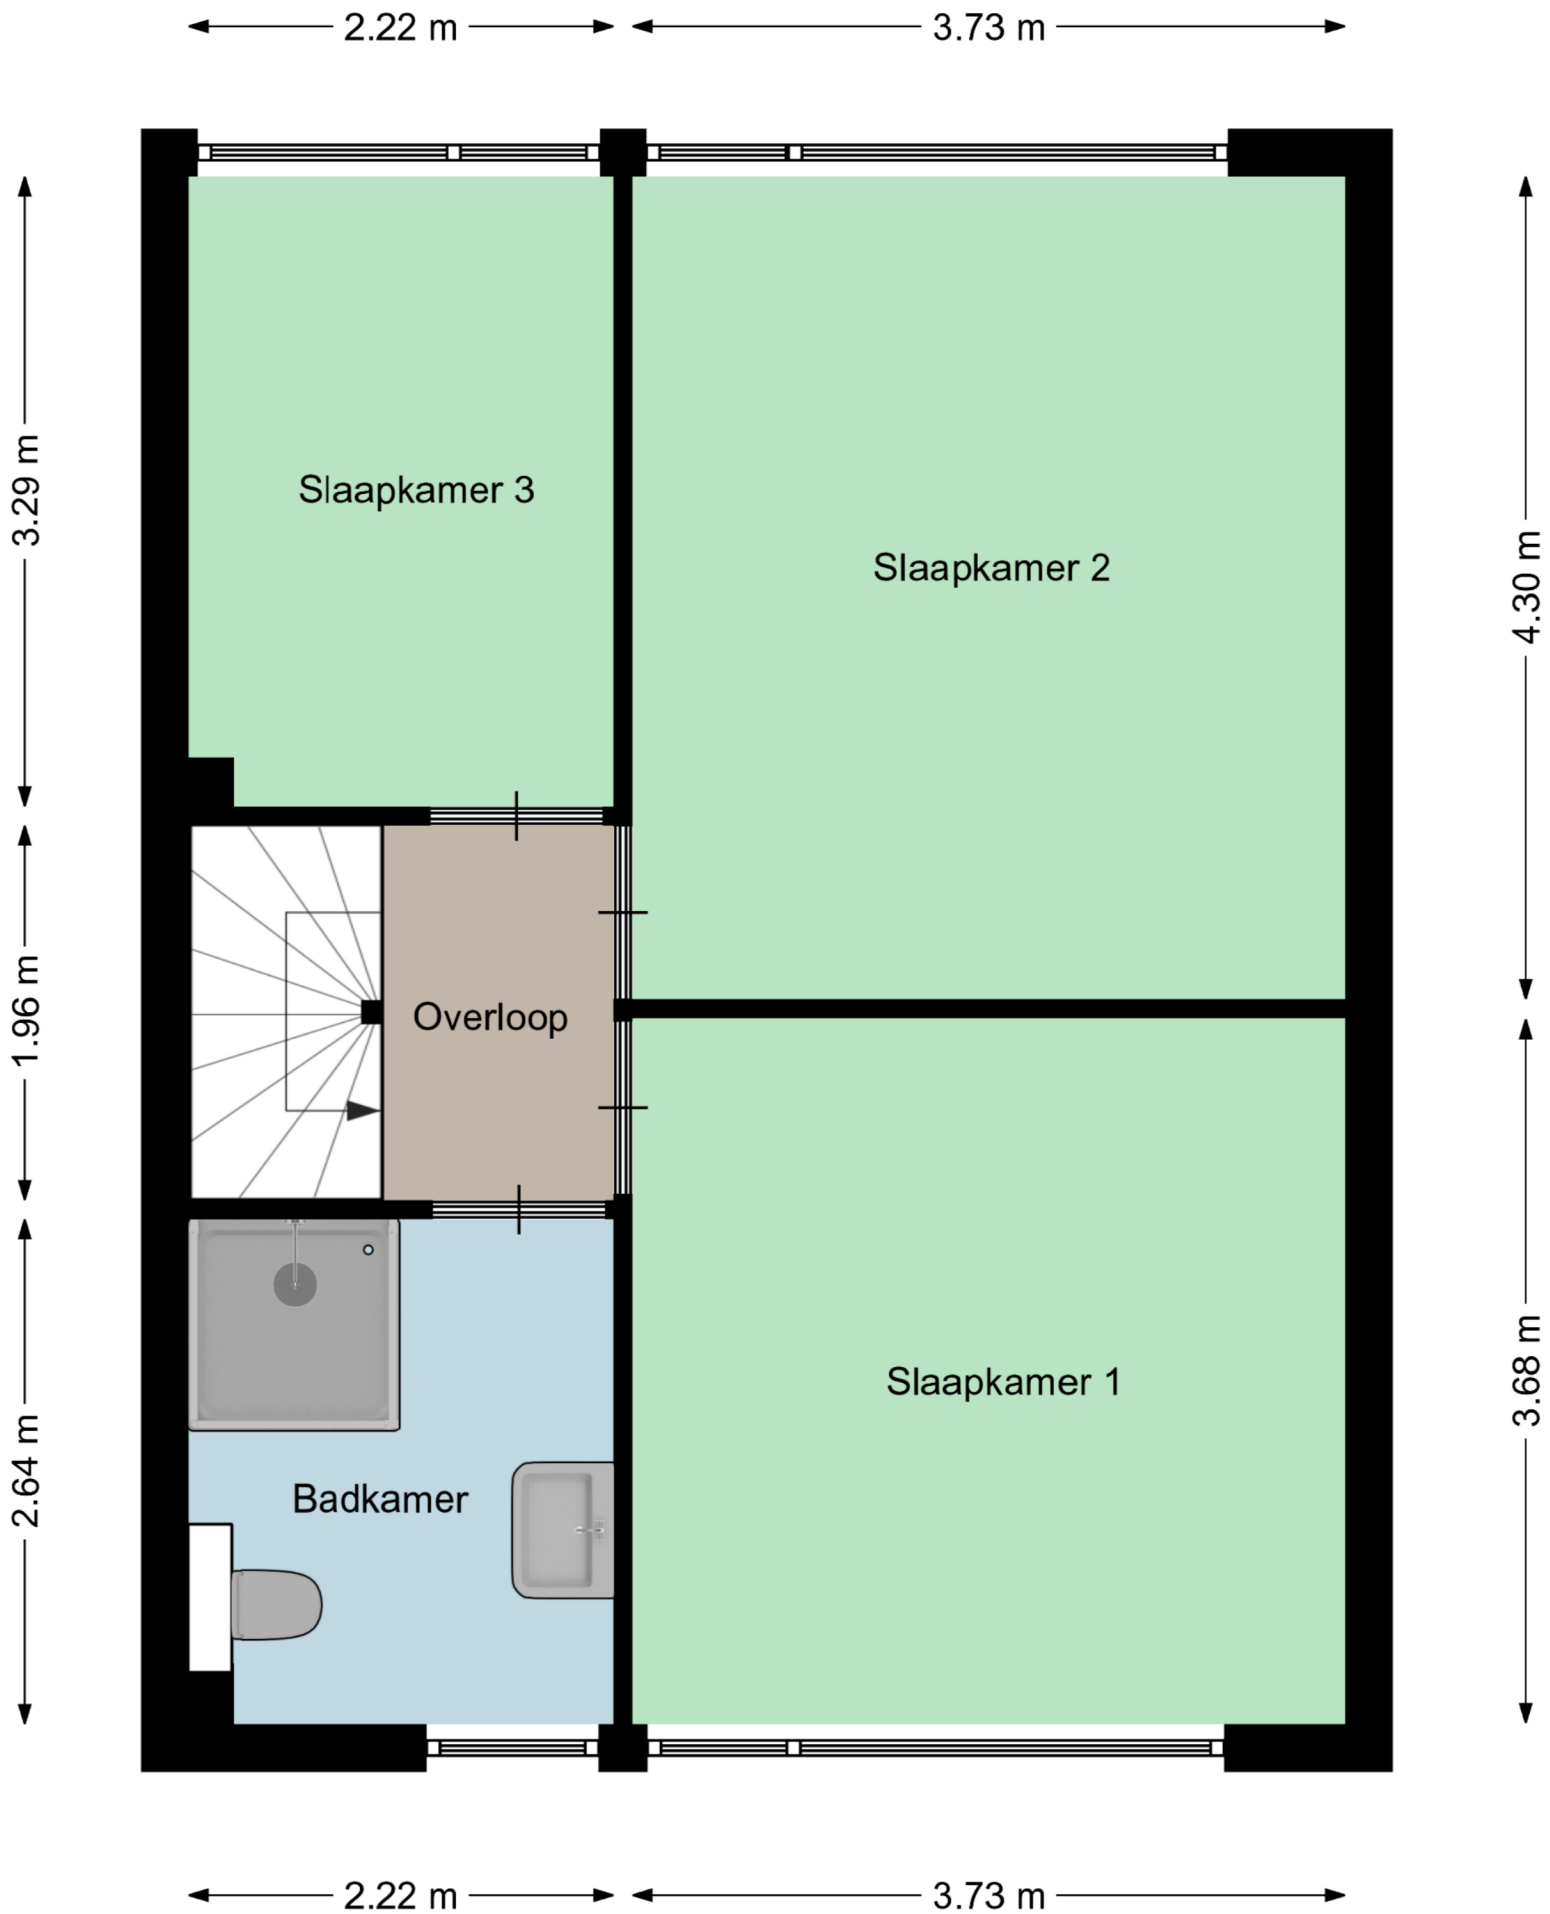 2.22 m
3.73 m
3.29 m
Slaapkamer 3
Slaapkamer 2
4.30 m
1.96 m
Overloop
Slaapkamer 1
3.68 m
2.64 m
Badkamer
2.22 m
3.73 m